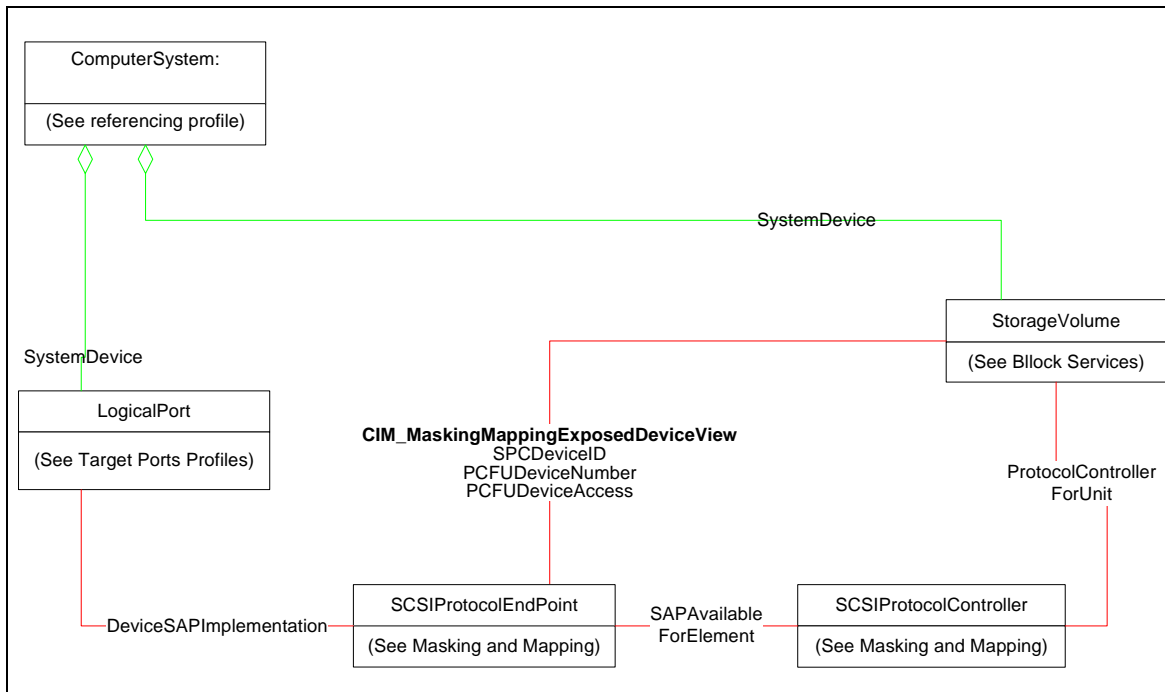 ComputerSystem:
(See referencing profile)
SystemDevice
StorageVolume
(See Bllock Services)
SystemDevice
LogicalPort
(See Target Ports Profiles)
CIM_MaskingMappingExposedDeviceView
SPCDeviceID
PCFUDeviceNumber
PCFUDeviceAccess
ProtocolController
ForUnit
DeviceSAPImplementation
SCSIProtocolEndPoint
(See Masking and Mapping)
SAPAvailable
ForElement
SCSIProtocolController
(See Masking and Mapping)